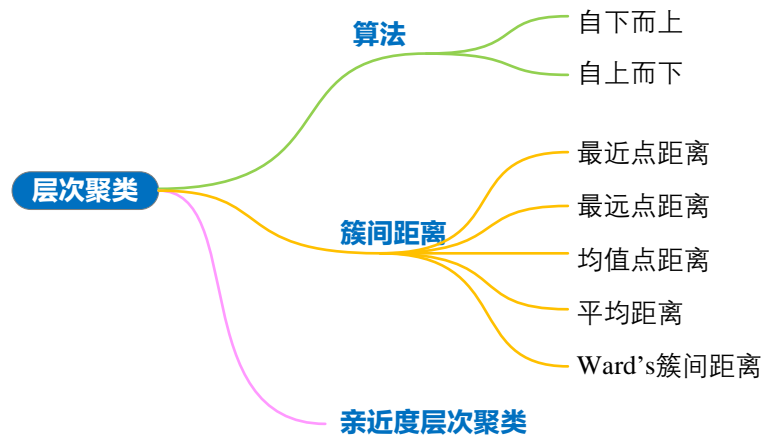 层次聚类
算法
自下而上
自上而下
簇间距离
最近点距离
最远点距离
均值点距离
平均距离
Ward’s簇间距离
亲近度层次聚类